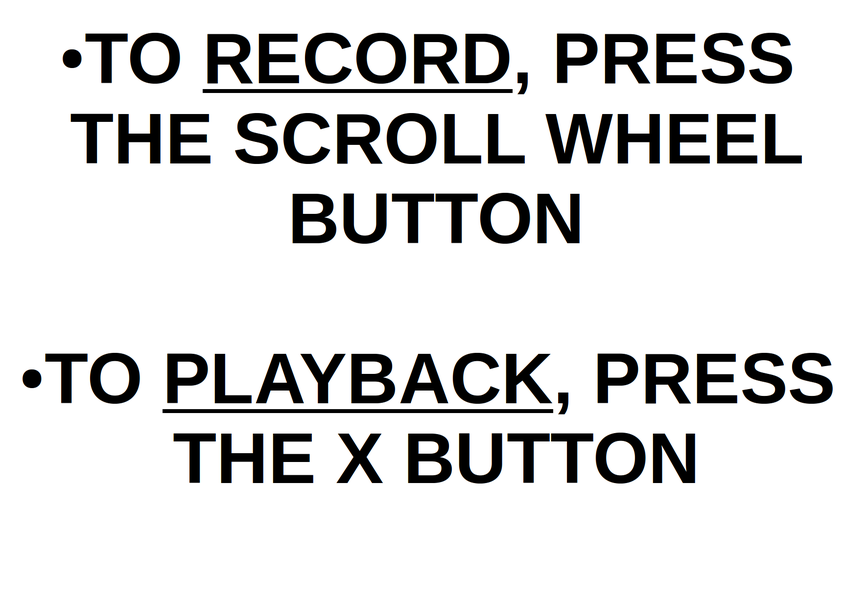 •TO RECORD, PRESS
THE SCROLL WHEEL
BUTTON
•TO PLAYBACK, PRESS
THE X BUTTON